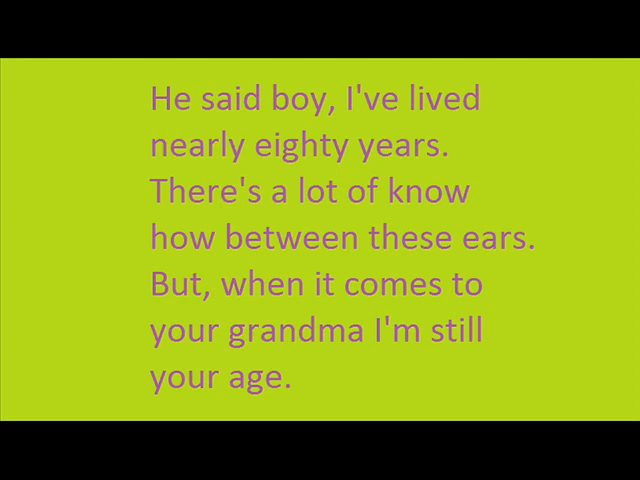 He said boy, I've lived
nearly eighty years.
There's a lot of know
how between these ears.
But, when it comes to
your grandma I'm still
your age.